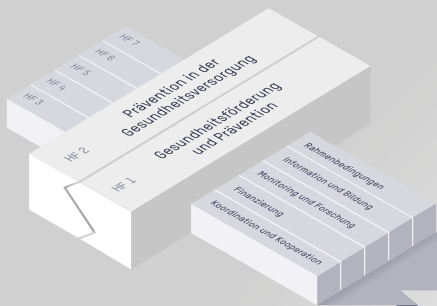 HF 7
HF 6
HF 5
HF 4
HF 3
HF 2
Prävention in der
Gesundheitsversorgung
HF 1
Gesundheitsförderung
und Prävention
Rahmenbedingungen
Information und Bildung
Monitoring und Forschung
Finanzierung
Koordination und Kooperation